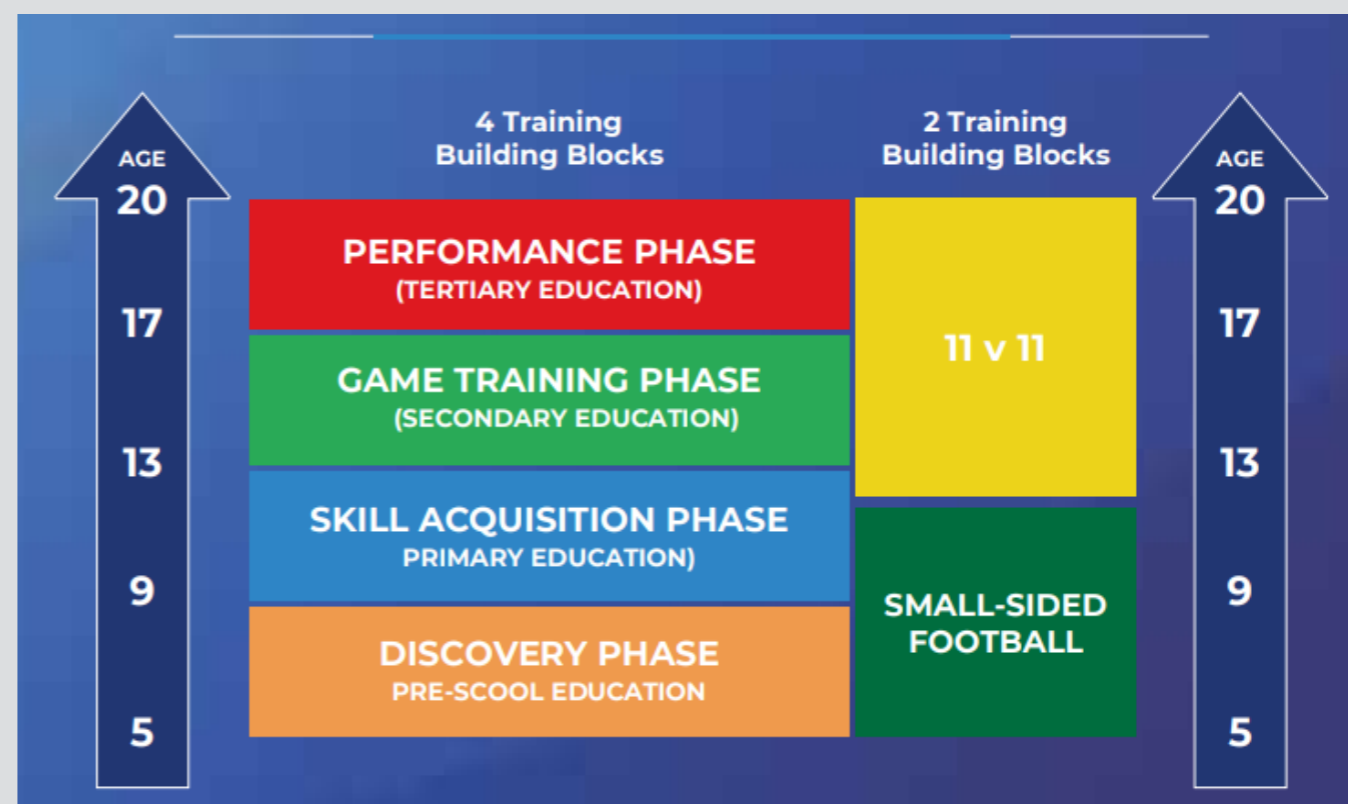 4 Training
Building Blocks
2 Training
Building Blocks
AGE
20
17
13
9
5
PERFORMANCE PHASE
(TERTIARY EDUCATION)
GAME TRAINING PHASE
(SECONDARY EDUCATION)
SKILL ACQUISITION PHASE
PRIMARY EDUCATION)
DISCOVERY PHASE
PRE-SCOOL EDUCATION
11 v 11
SMALL-SIDED
FOOTBALL
AGE
20
17
13
9
5